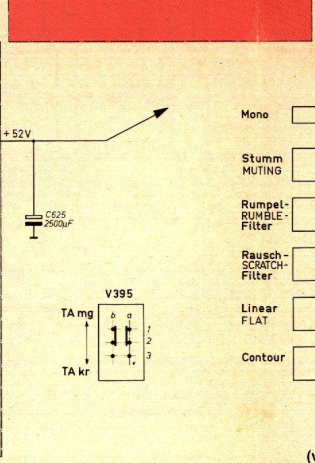 + 52V
C625
2500µF
V395
TA mg
b a
1
2
3
TA kr
Mono
Stumm
MUTING
Rumpel-
RUMBLE-
Filter
Rausch-
SCRATCH-
Filter
Linear
FLAT
Contour